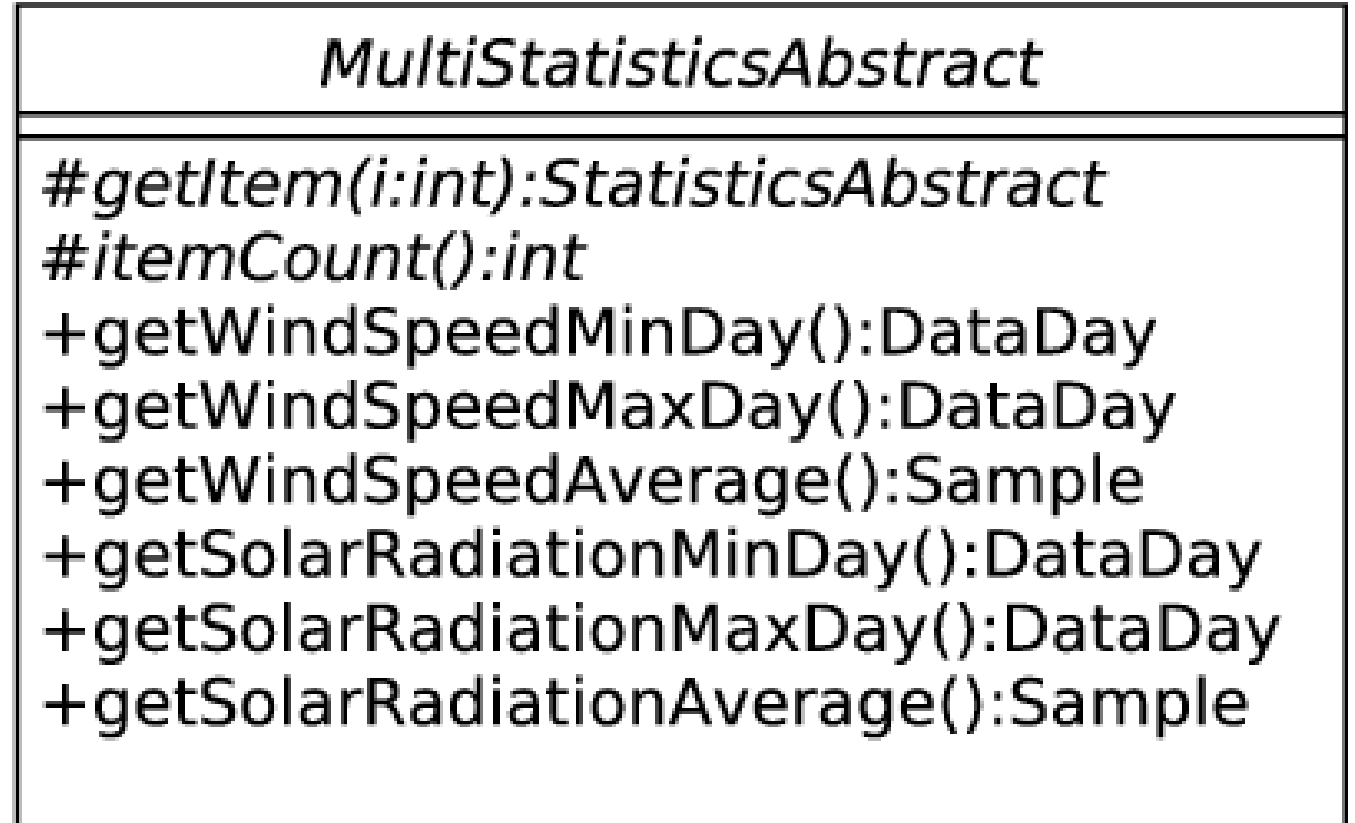 MultiStatisticsAbstract
#getItem(i:int):StatisticsAbstract
#itemCount():int
+getWindSpeedMinDay():DataDay
+getWindSpeedMaxDay():DataDay
+getWindSpeedAverage():Sample
+getSolarRadiationMinDay():DataDay
+getSolarRadiationMaxDay():DataDay
+getSolarRadiationAverage():Sample